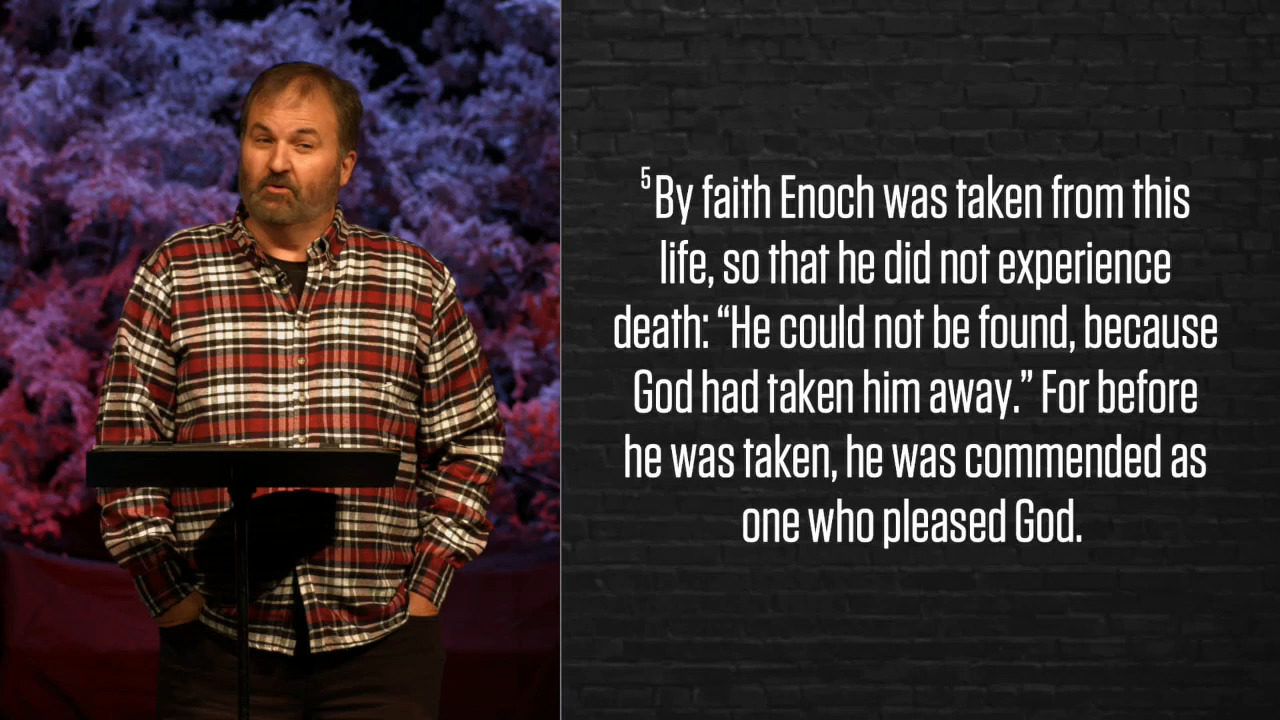 5 By faith Enoch was taken from this
life, so that he did not experience
death: “He could not be found, because
God had taken him away.” For before
he was taken, he was commended as
one who pleased God.